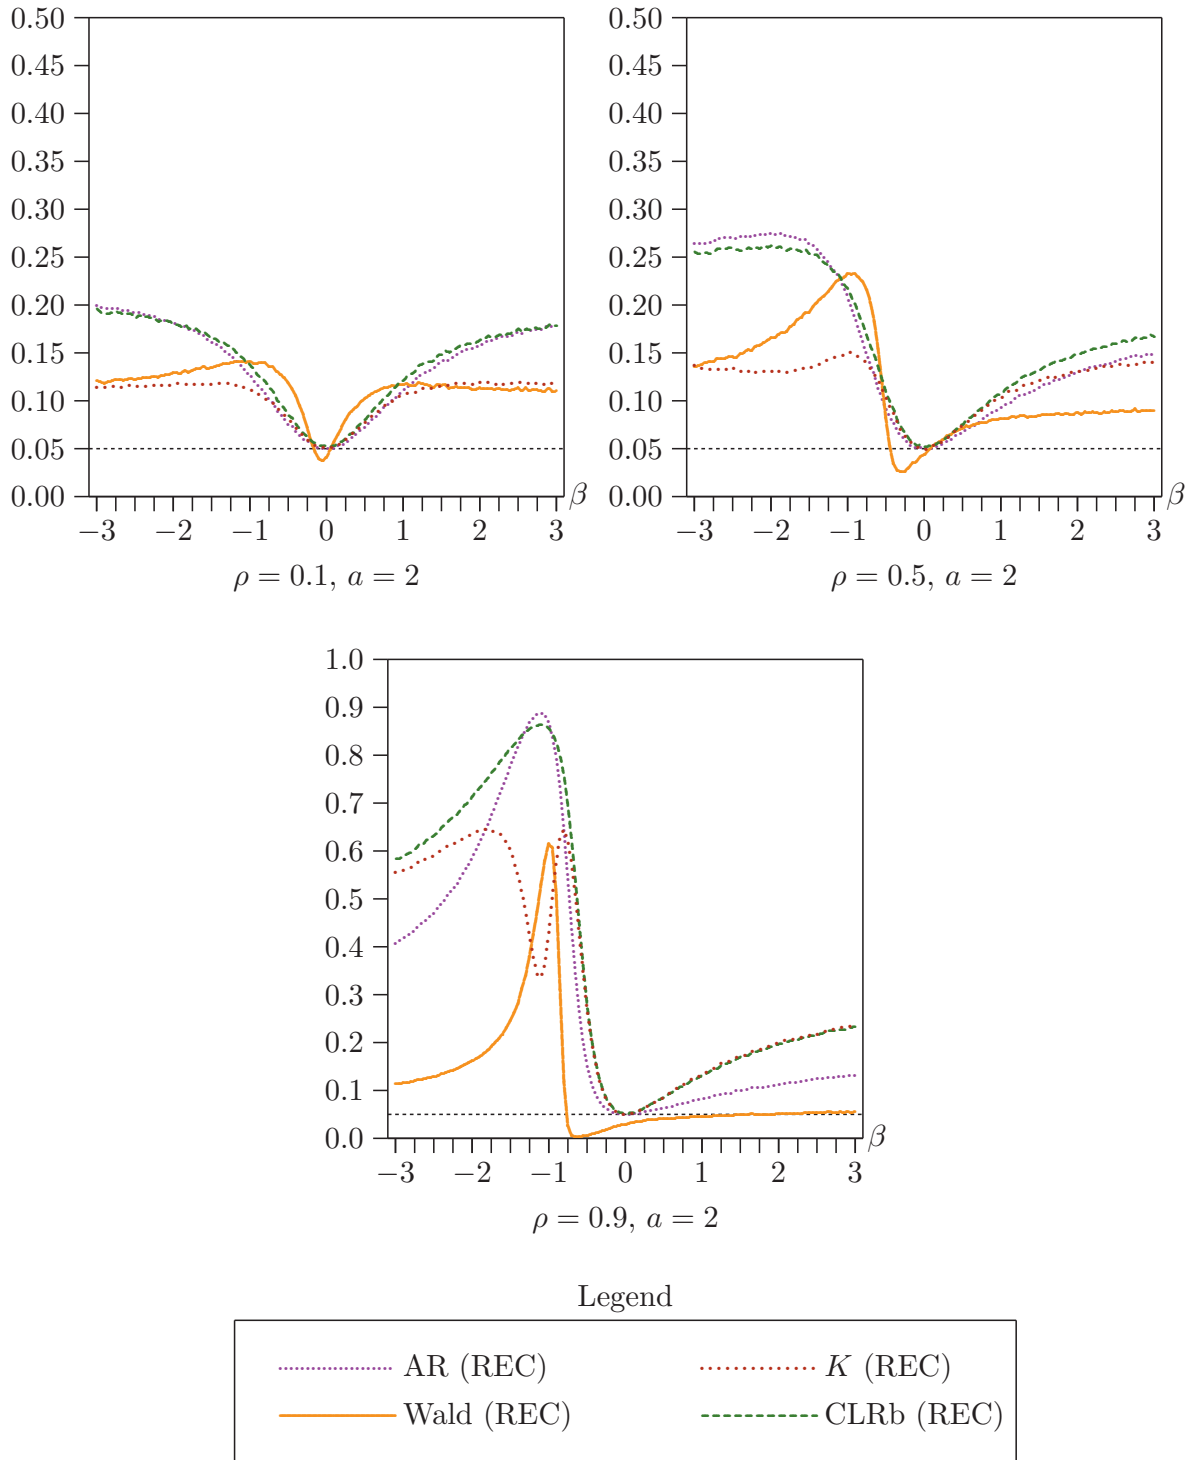 0.50
0.45
0.40
0.35
0.30
0.25
0.20
0.15
0.10
0.05
0.00
−3 −2 −1 0 1 2 3
β
ρ = 0.1, a = 2
0.50
0.45
0.40
0.35
0.30
0.25
0.20
0.15
0.10
0.05
0.00
−3 −2 −1 0 1 2 3
β
ρ = 0.5, a = 2
1.0
0.9
0.8
0.7
0.6
0.5
0.4
0.3
0.2
0.1
0.0
−3 −2 −1 0 1 2 3
β
ρ = 0.9, a = 2
Legend
AR (REC)
K (REC)
Wald (REC)
CLRb (REC)